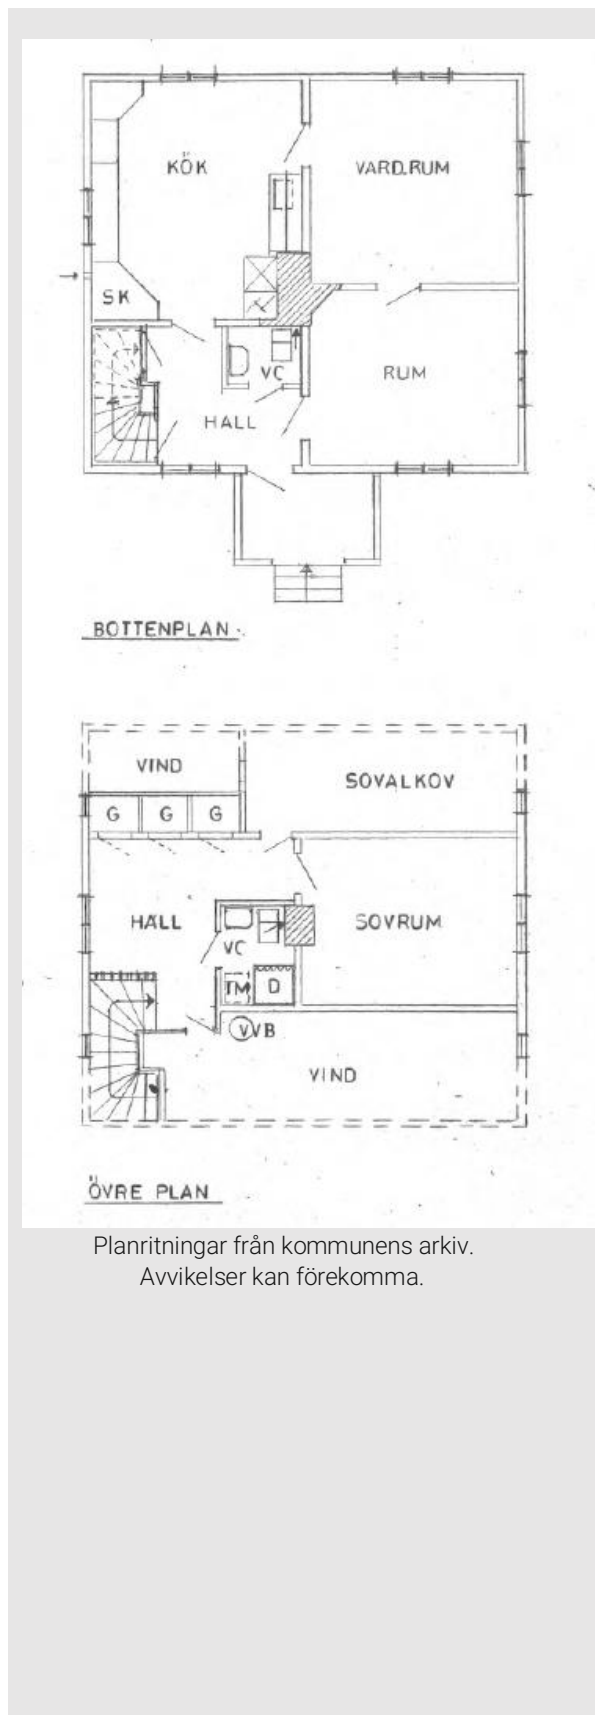 KÖK
VARD.RUM
SK
VC
RUM
HALL
BOTTENPLAN
VIND
SOVALKOV
G G G
HALL
SOVRUM
VC
TM
D
VVB
VIND
ÖVRE PLAN
Planritningar från kommunens arkiv.
Avvikelser kan förekomma.